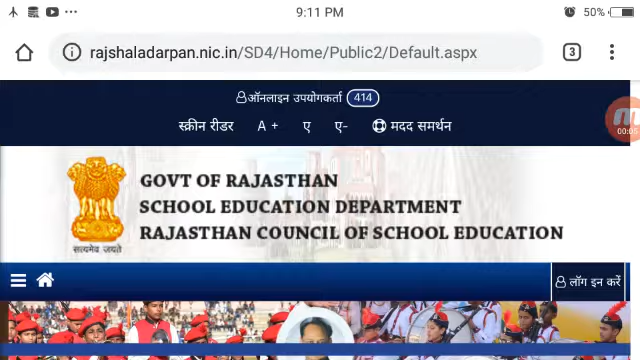 9:11 PM
50%
rajshaladarpan.nic.in/SD4/Home/Public2/Default.aspx
3
ऑनलाइन उपयोगकर्ता 414
स्क्रीन रीडर A + ए ए- मदद समर्थन
00:05
GOVT OF RAJASTHAN
SCHOOL EDUCATION DEPARTMENT
RAJASTHAN COUNCIL OF SCHOOL EDUCATION
सत्यमेव जयते
लॉग इन करें